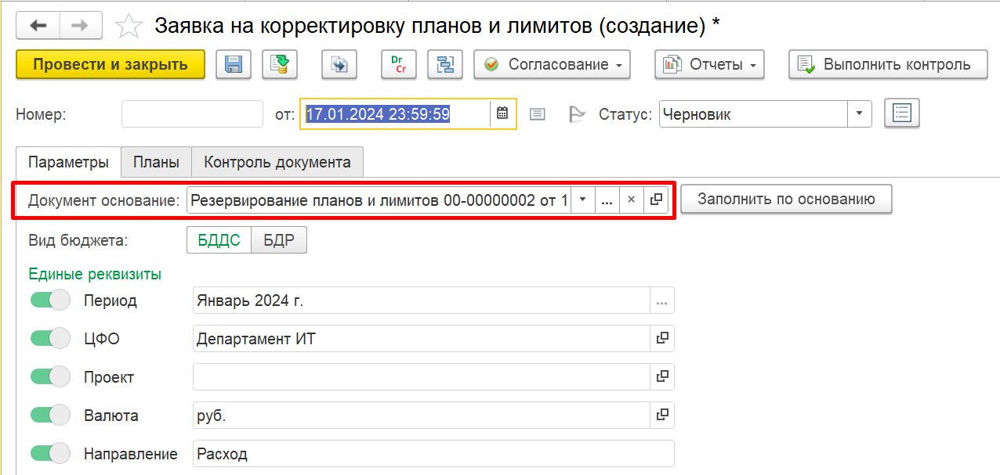 Заявка на корректировку планов и лимитов (создание) *
Провести и закрыть Dr Cr Согласование Отчеты Выполнить контроль
Номер: от: 17.01.2024 23:59:59 Статус: Черновик
Параметры Планы Контроль документа
Документ основание: Резервирование планов и лимитов 00-00000002 от 1 ... × Заполнить по основанию
Вид бюджета: БДДС БДР
Единые реквизиты
Период Январь 2024 г. ...
ЦФО Департамент ИТ
Проект
Валюта руб.
Направление Расход